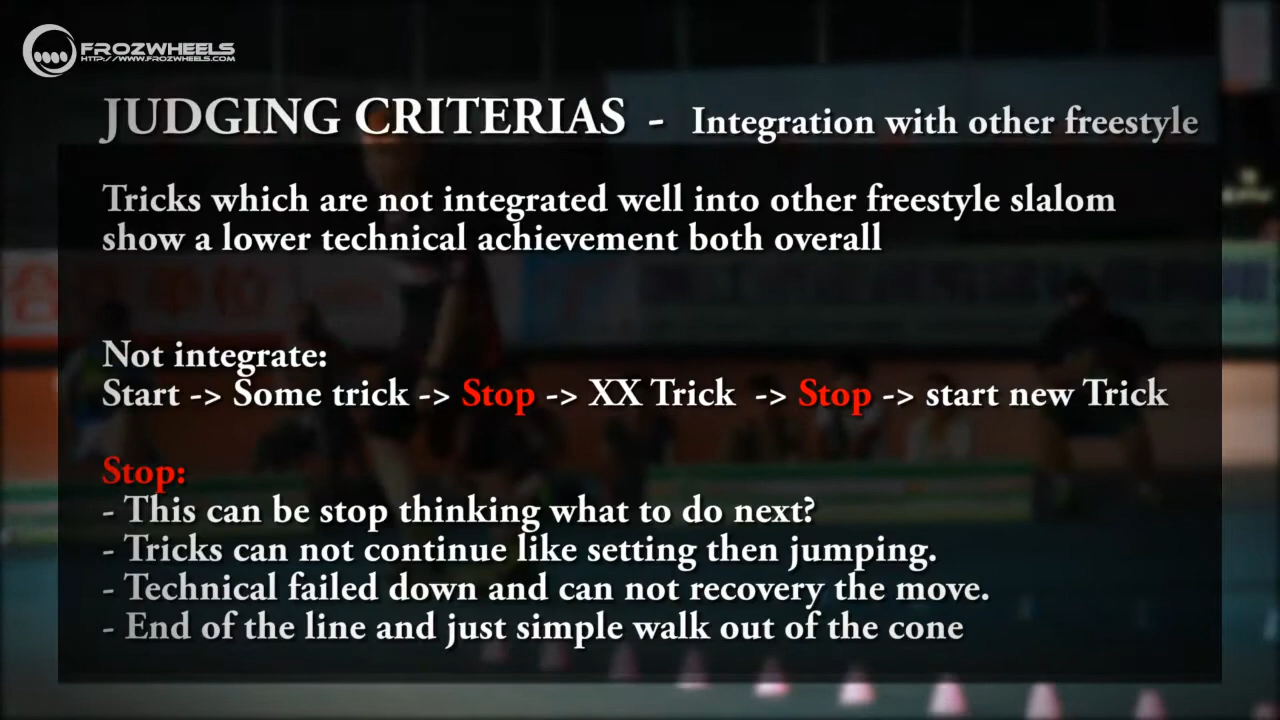 FROZWHEELS
HTTP://WWW.FROZWHEELS.COM
JUDGING CRITERIAS - Integration with other freestyle
Tricks which are not integrated well into other freestyle slalom
show a lower technical achievement both overall
Not integrate:
Start -> Some trick -> Stop -> XX Trick -> Stop -> start new Trick
Stop:
- This can be stop thinking what to do next?
- Tricks can not continue like setting then jumping.
- Technical failed down and can not recovery the move.
- End of the line and just simple walk out of the cone